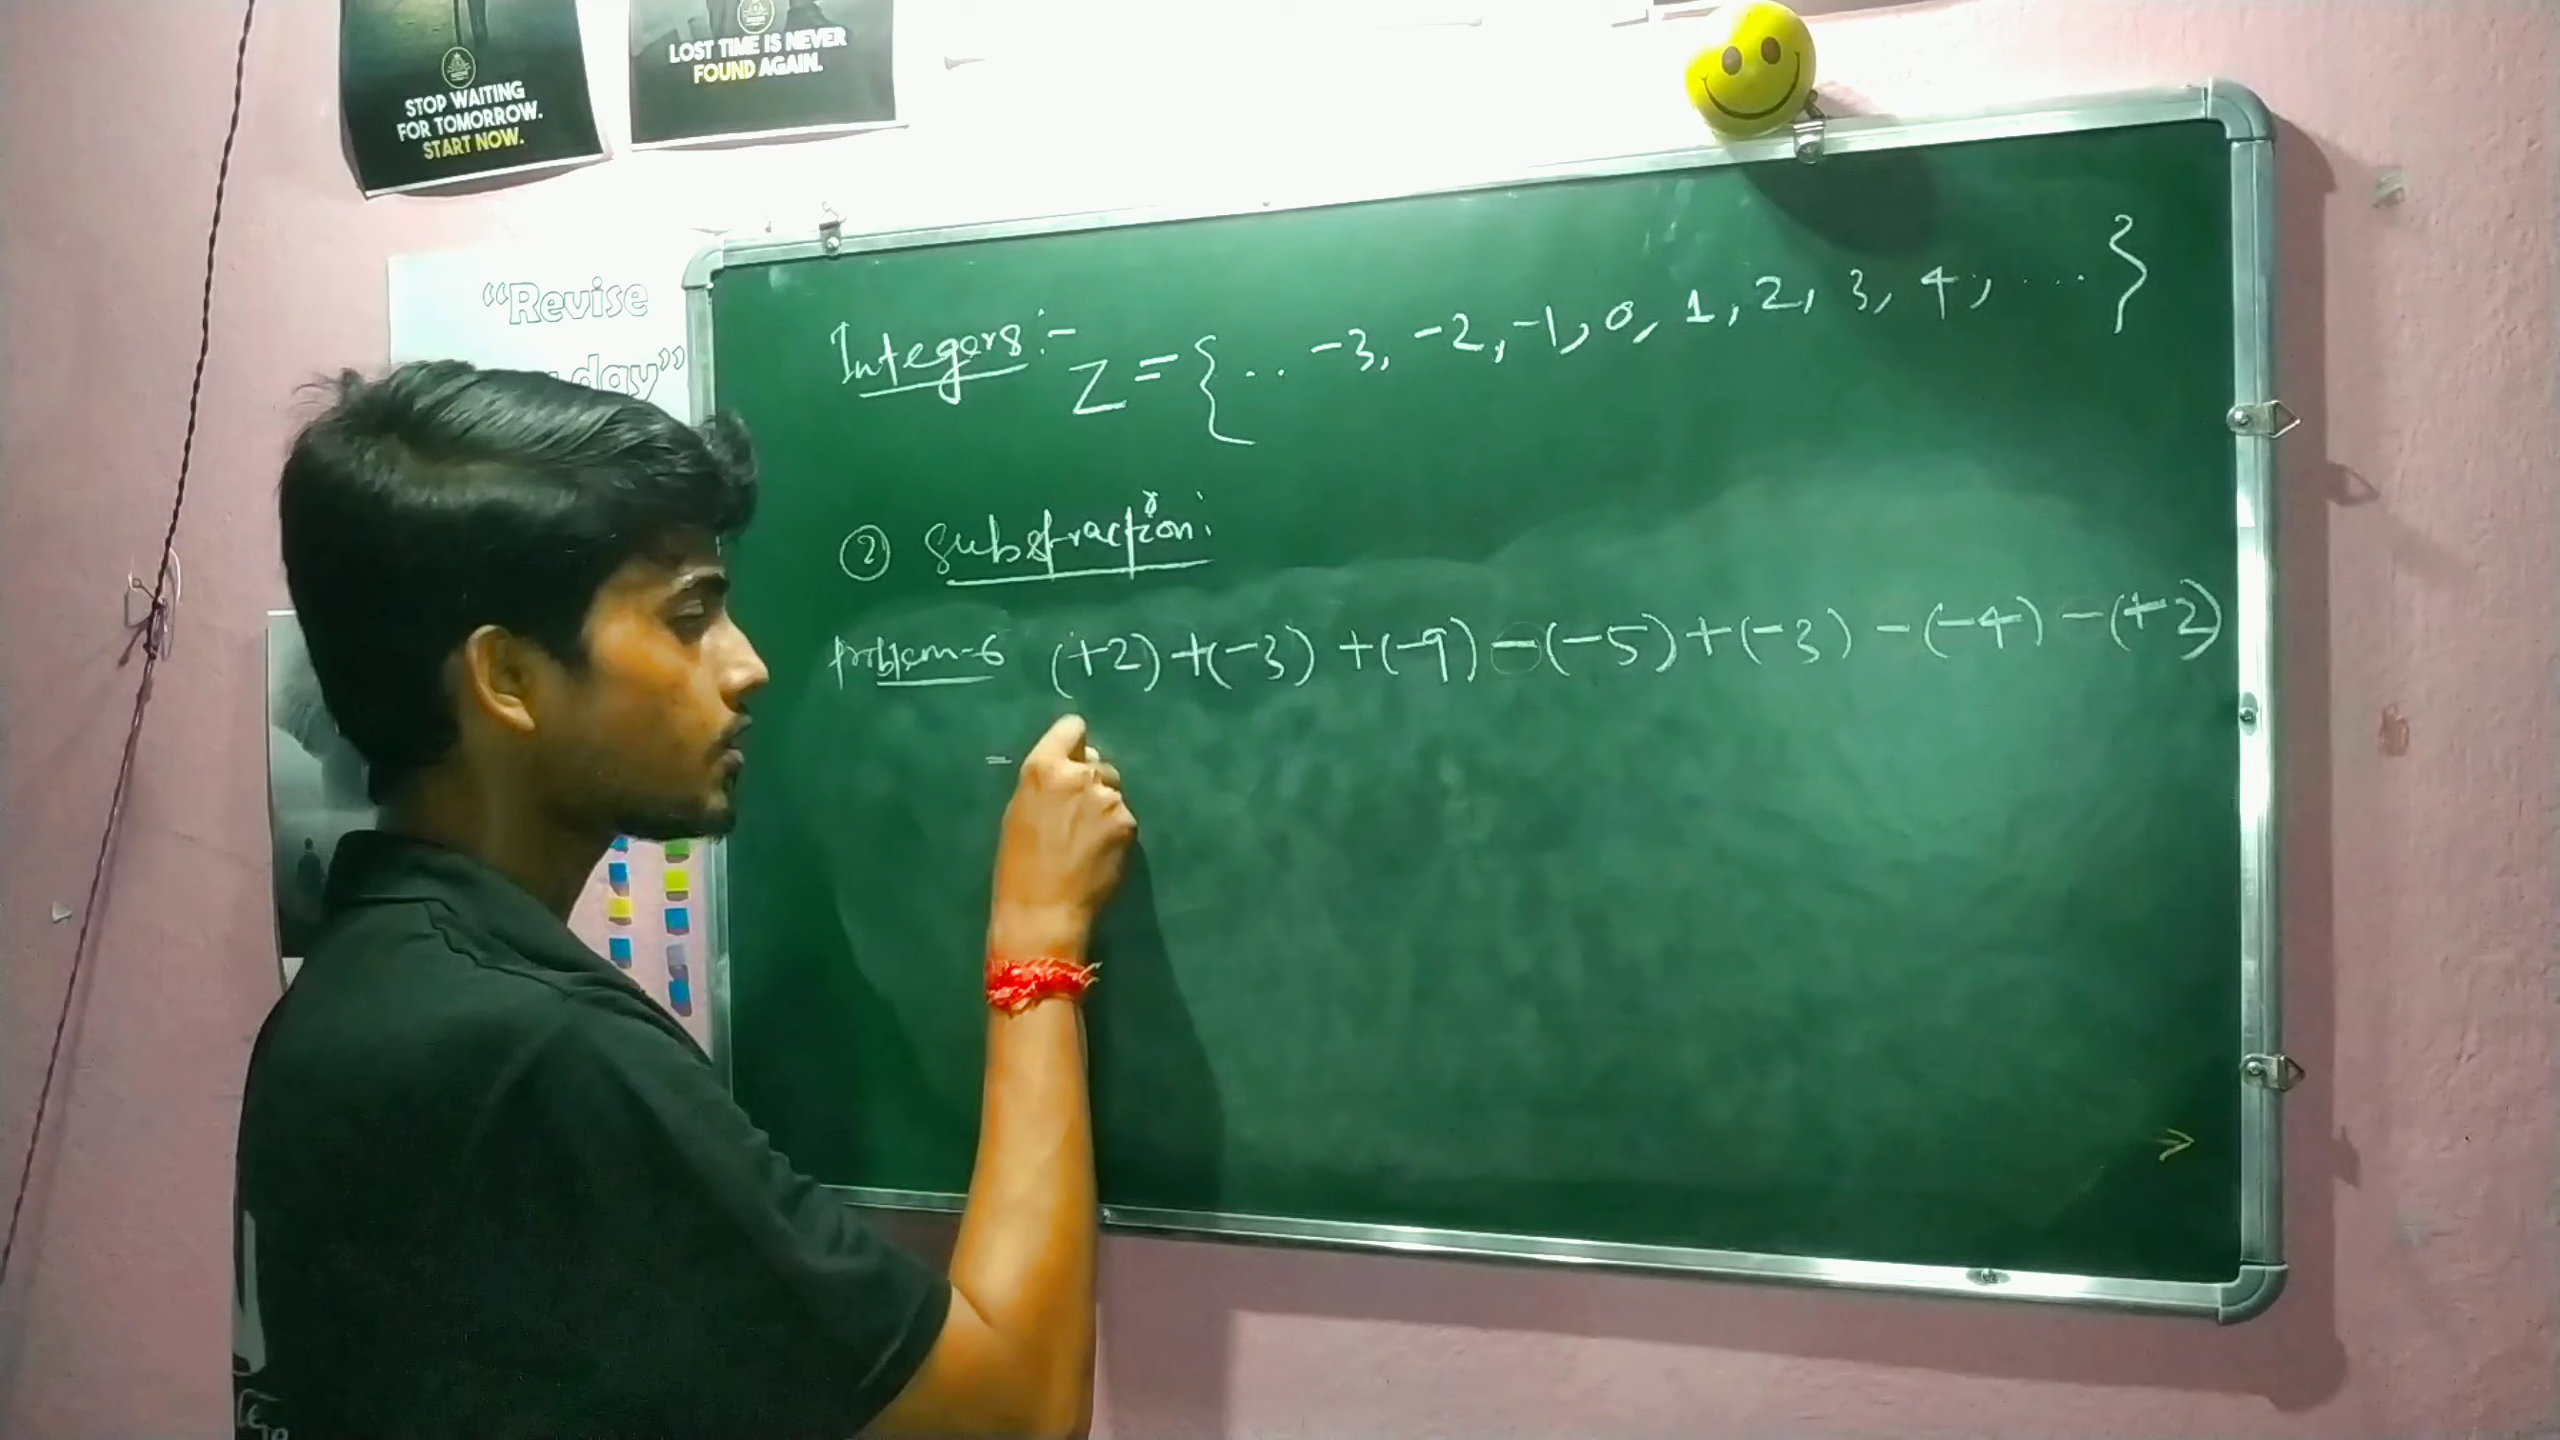 STOP WAITING
FOR TOMORROW.
START NOW.
LOST TIME IS NEVER
FOUND AGAIN.
"Revise
day"
Integers:- Z = {.. -3, -2, -1, 0, 1, 2, 3, 4, ... }
② Substraction:
Problem-6 (+2) +(-3) +(-9) -(-5) +(-3) -(-4) -(+2)
=